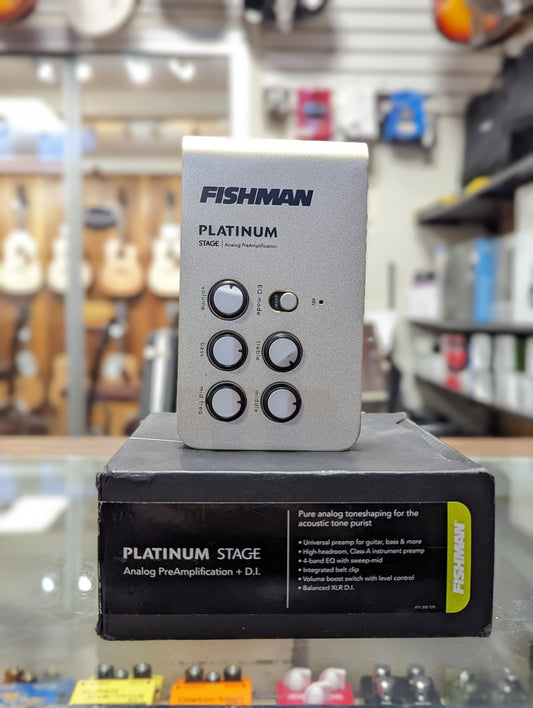 FISHMAN
PLATINUM
STAGE | Analog PreAmplification
volume
EQ mode
bass
treble
mid freq
middle
PLATINUM STAGE
Analog PreAmplification + D.I.
Pure analog toneshaping for the
acoustic tone purist
• Universal preamp for guitar, bass & more
• High-headroom, Class-A instrument preamp
• 4-band EQ with sweep-mid
• Integrated belt clip
• Volume boost switch with level control
• Balanced XLR D.I.
FISHMAN